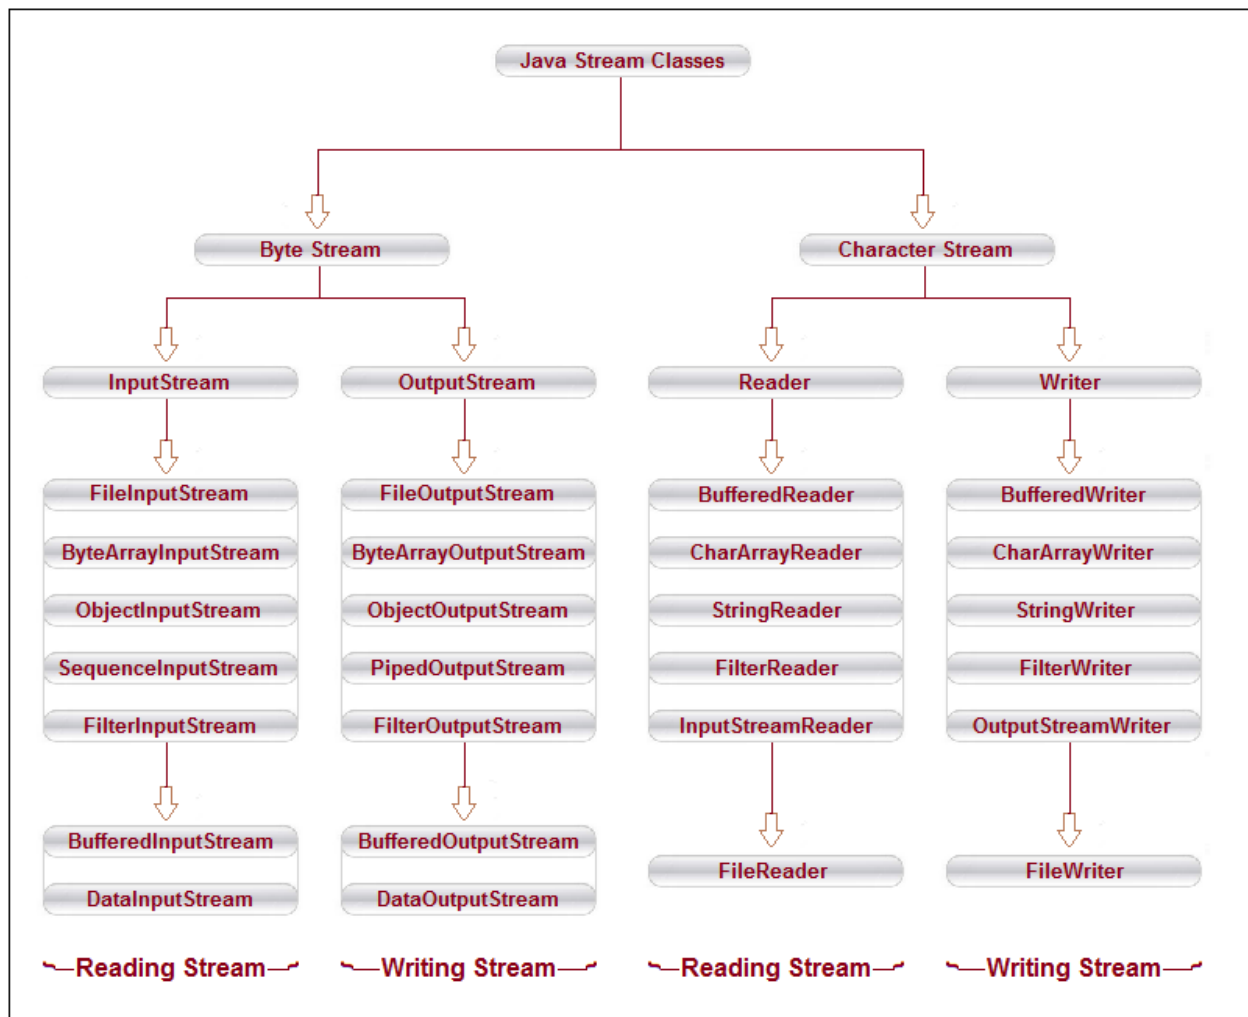 Java Stream Classes
Byte Stream
Character Stream
InputStream
OutputStream
Reader
Writer
FileInputStream
FileOutputStream
BufferedReader
BufferedWriter
ByteArrayInputStream
ByteArrayOutputStream
CharArrayReader
CharArrayWriter
ObjectInputStream
ObjectOutputStream
StringReader
StringWriter
SequenceInputStream
PipedOutputStream
FilterReader
FilterWriter
FilterInputStream
FilterOutputStream
InputStreamReader
OutputStreamWriter
BufferedInputStream
BufferedOutputStream
FileReader
FileWriter
DataInputStream
DataOutputStream
Reading Stream
Writing Stream
Reading Stream
Writing Stream